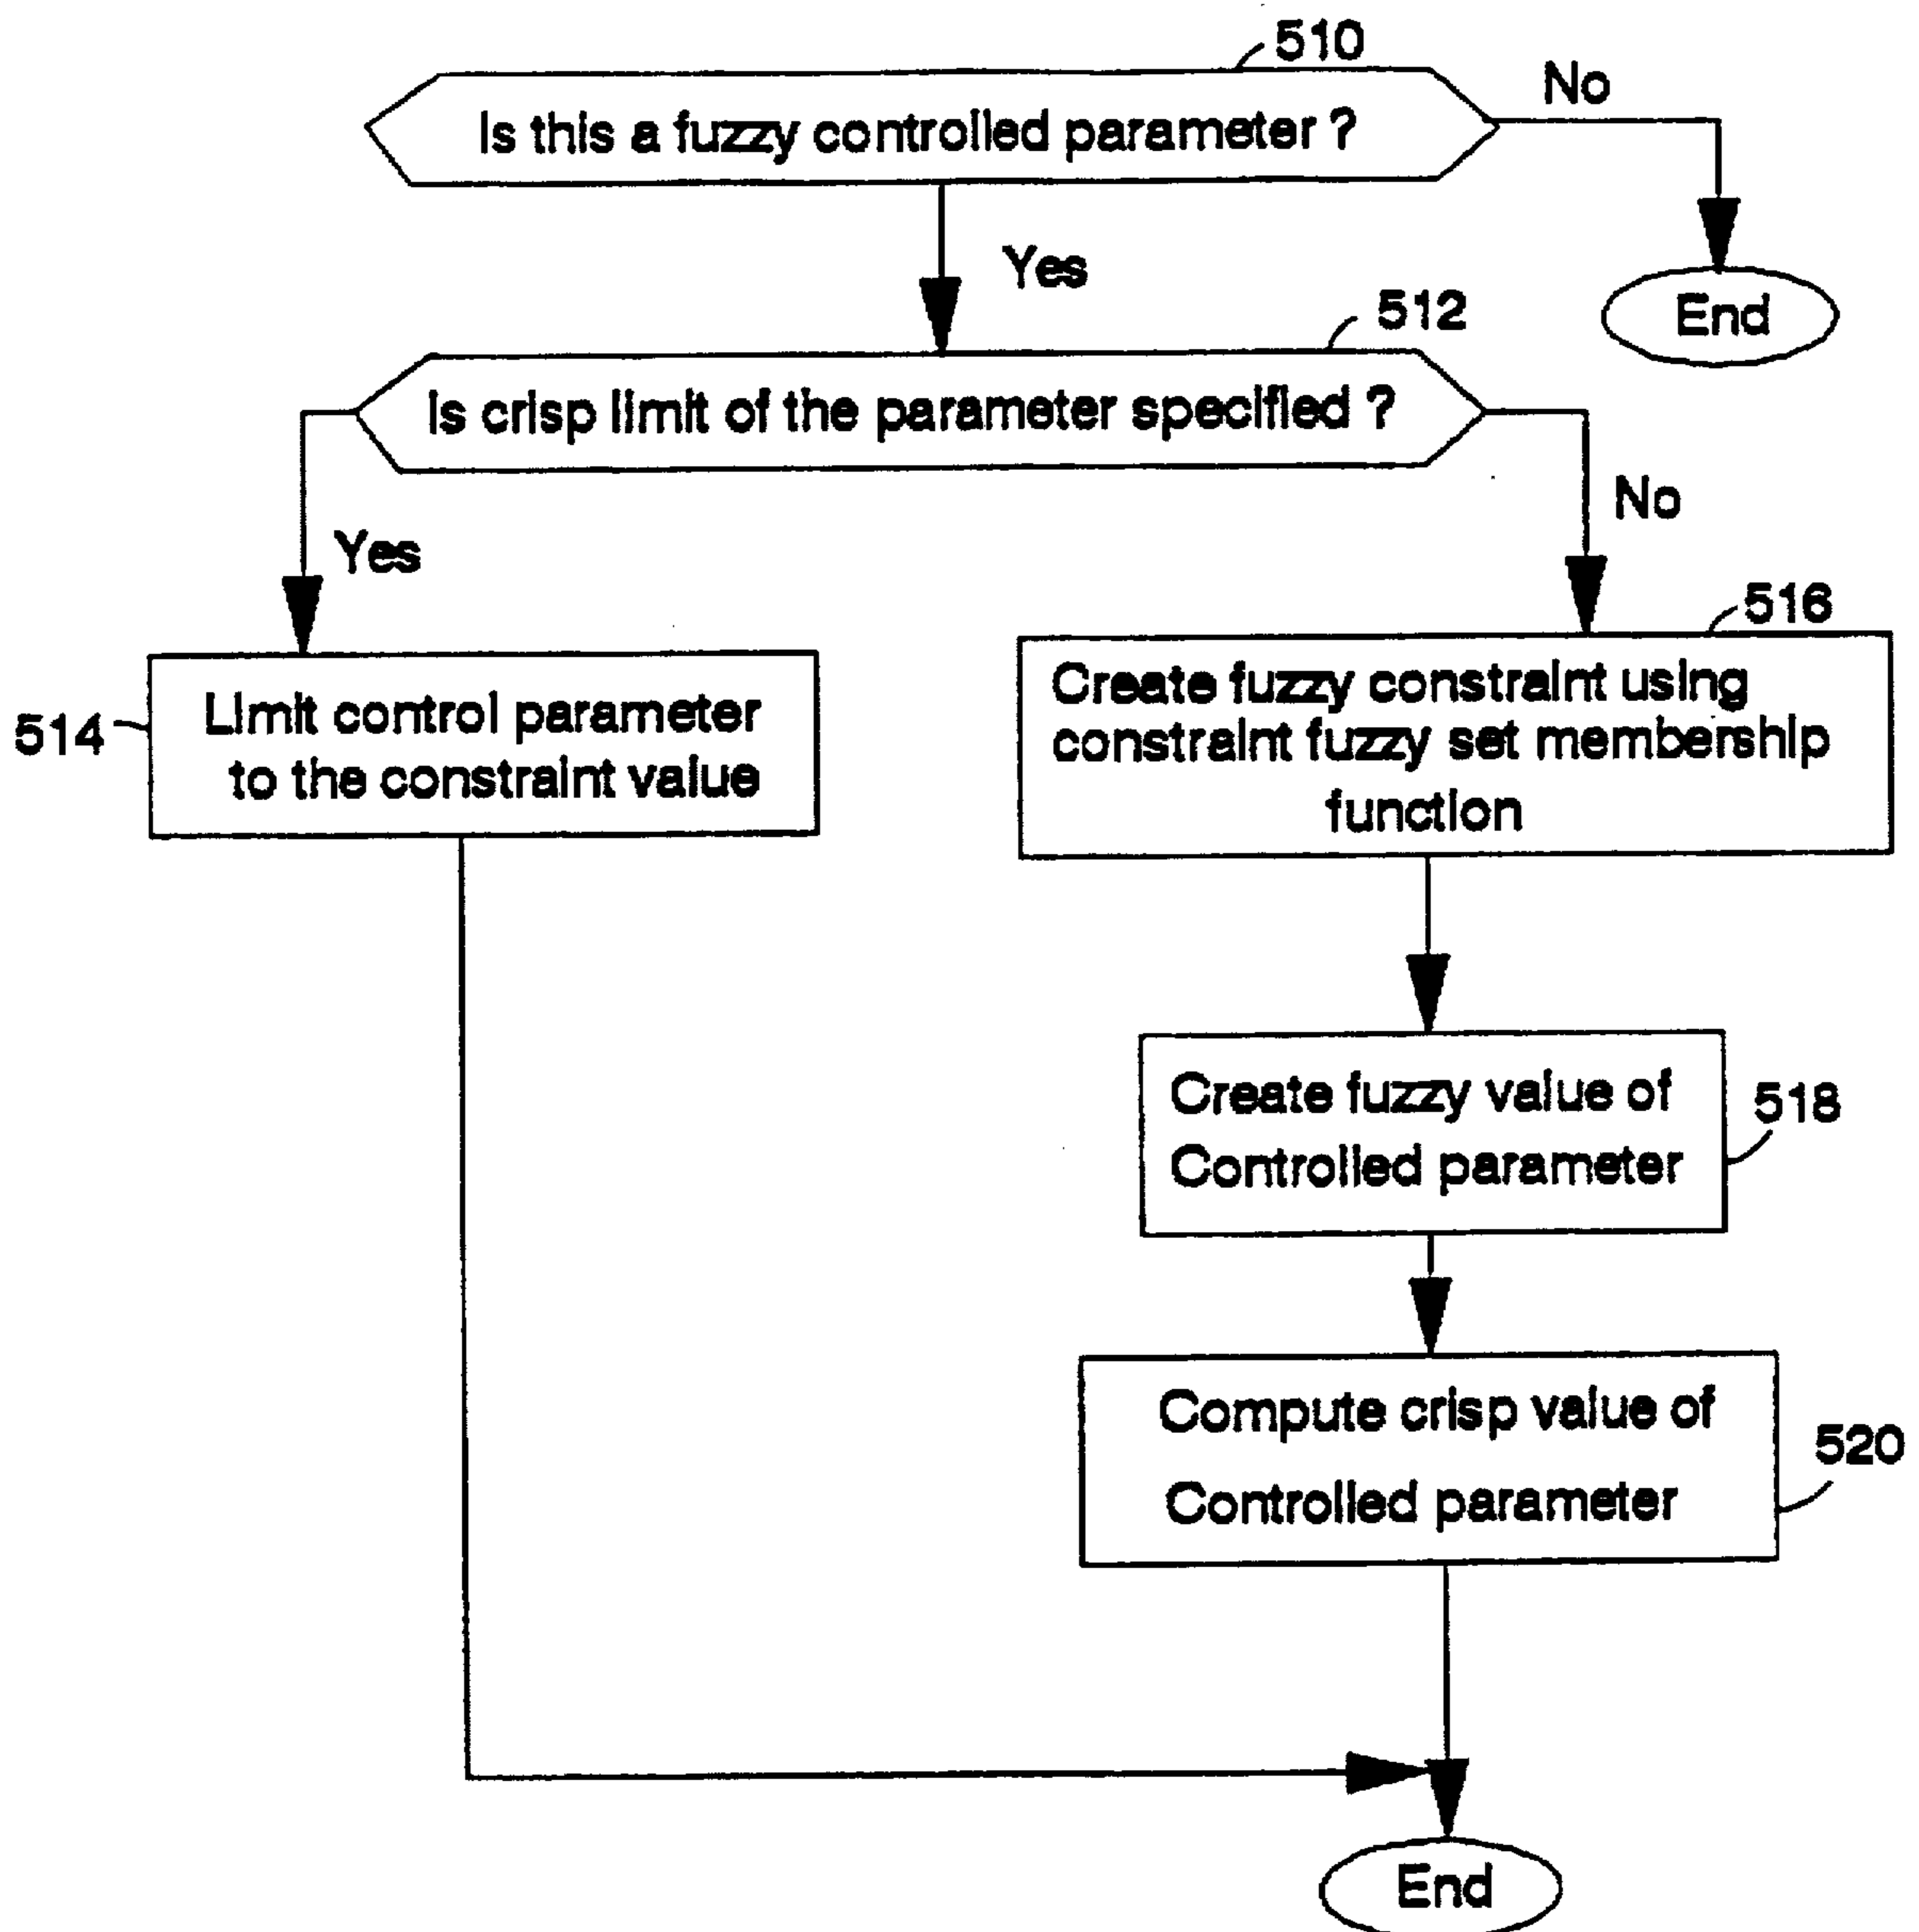 510
Is this a fuzzy controlled parameter ?
No
Yes
End
512
Is crisp limit of the parameter specified ?
No
Yes
516
514
Limit control parameter
to the constraint value
Create fuzzy constraint using
constraint fuzzy set membership
function
Create fuzzy value of
Controlled parameter
518
Compute crisp value of
Controlled parameter
520
End